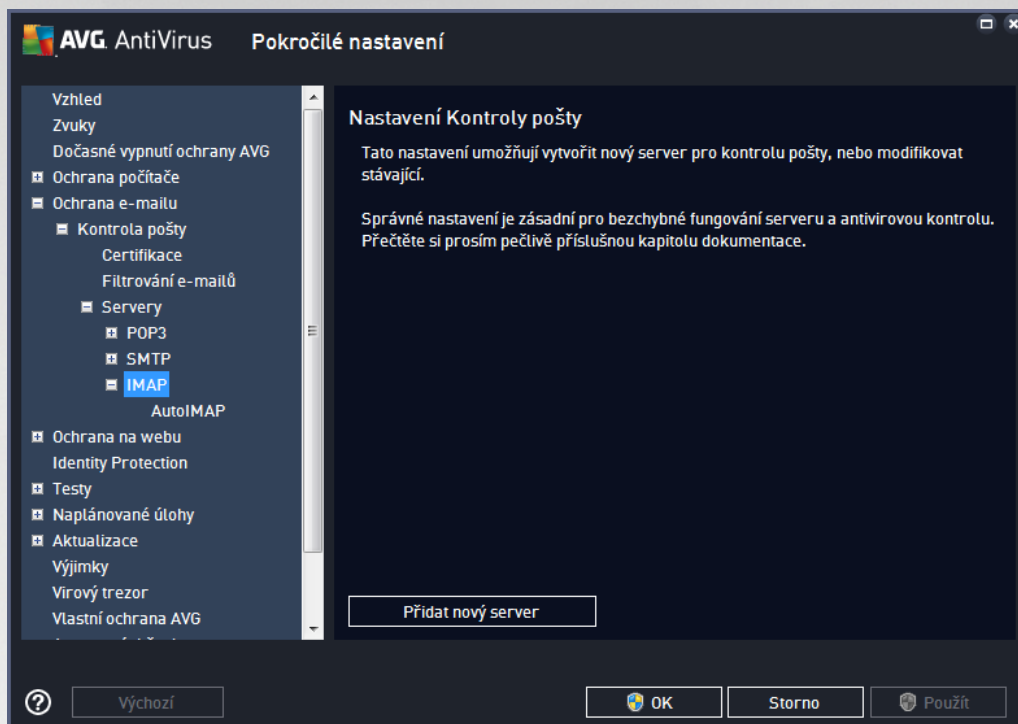 AVG. AntiVirus Pokročilé nastavení
Vzhled
Zvuky
Dočasné vypnutí ochrany AVG
Ochrana počítače
Ochrana e-mailu
Kontrola pošty
Certifikace
Filtrování e-mailů
Servery
POP3
SMTP
IMAP
AutoIMAP
Ochrana na webu
Identity Protection
Testy
Naplánované úlohy
Aktualizace
Výjimky
Virový trezor
Vlastní ochrana AVG
Nastavení Kontroly pošty
Tato nastavení umožňují vytvořit nový server pro kontrolu pošty, nebo modifikovat
stávající.
Správné nastavení je zásadní pro bezchybné fungování serveru a antivirovou kontrolu.
Přečtěte si prosím pečlivě příslušnou kapitolu dokumentace.
Přidat nový server
Výchozí
OK
Storno
Použít